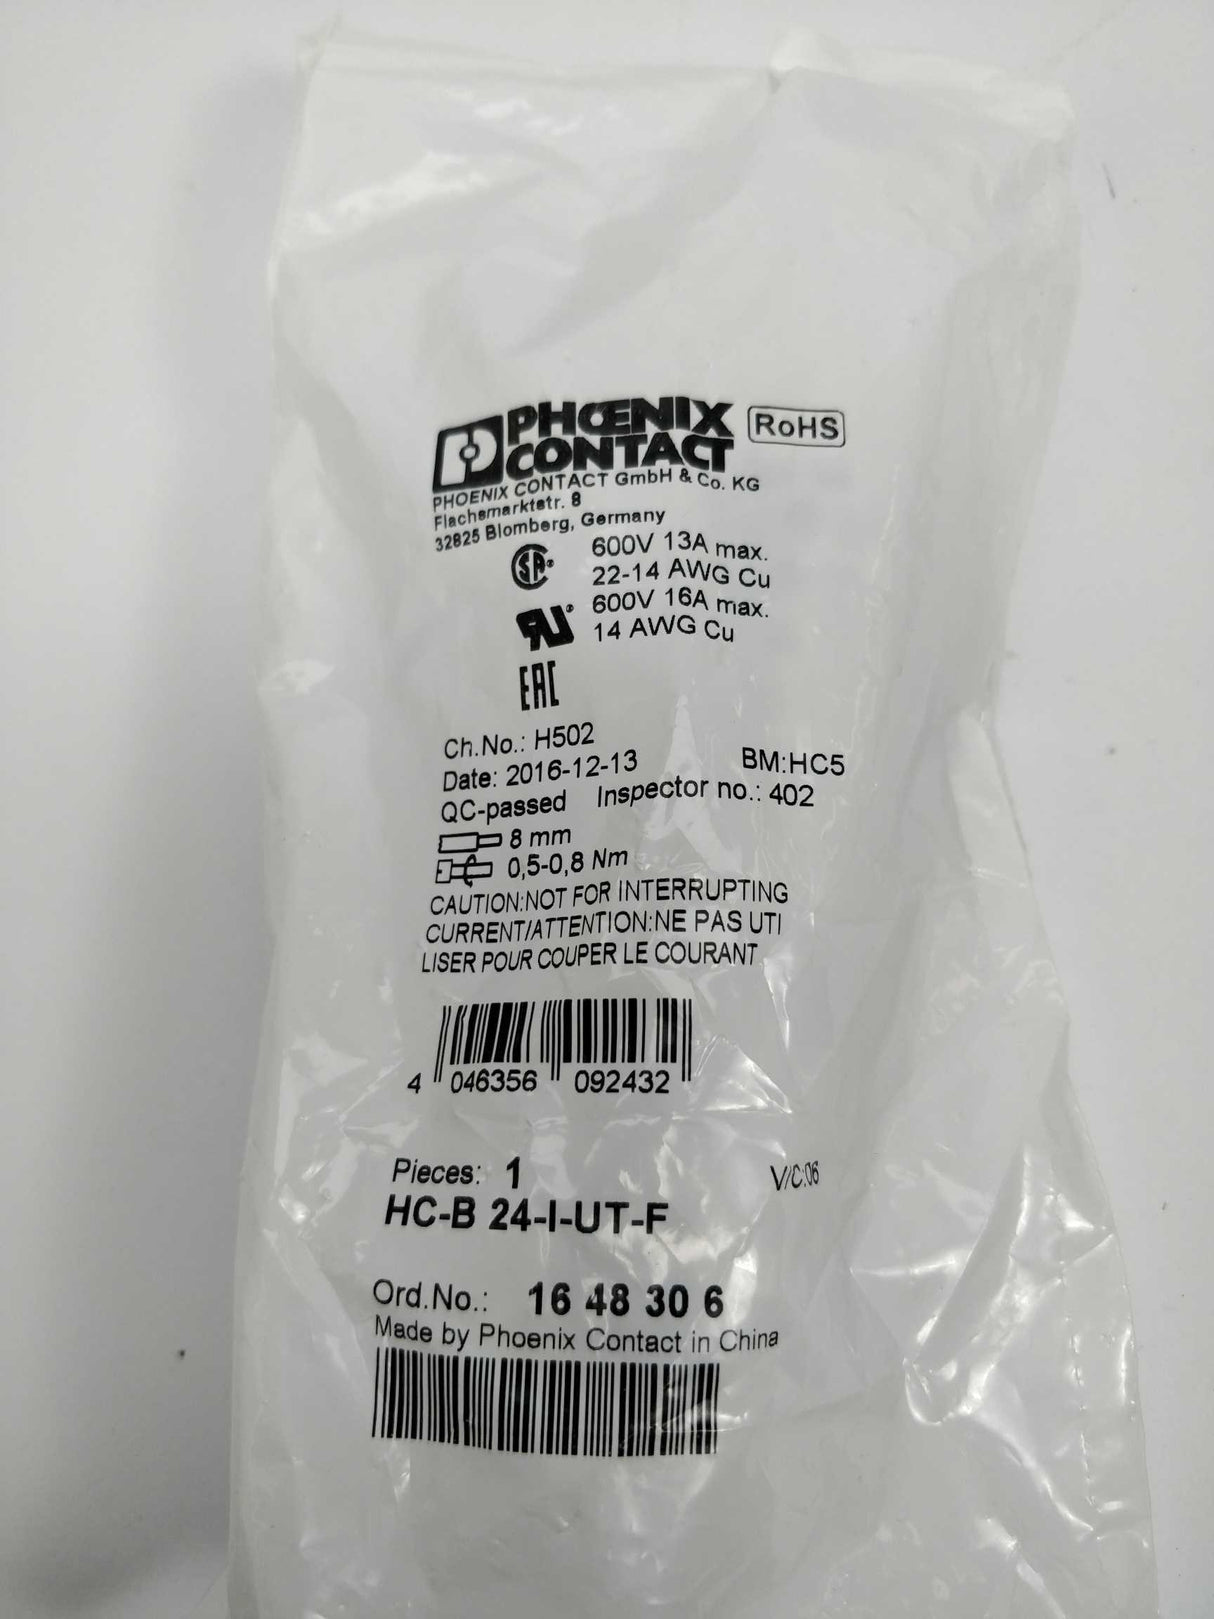 PHŒNIX
CONTACT
RoHS
PHOENIX CONTACT GmbH & Co. KG
Flachsmarktstr. 8
32825 Blomberg, Germany
SA®
600V 13A max.
22-14 AWG Cu
RU®
600V 16A max.
14 AWG Cu
EAC
Ch.No.: H502
Date: 2016-12-13 BM:HC5
QC-passed Inspector no.: 402
8 mm
0,5-0,8 Nm
CAUTION:NOT FOR INTERRUPTING
CURRENT/ATTENTION:NE PAS UTI
LISER POUR COUPER LE COURANT
4 046356 092432
Pieces: 1 V/C:06
HC-B 24-I-UT-F
Ord.No.: 16 48 30 6
Made by Phoenix Contact in China